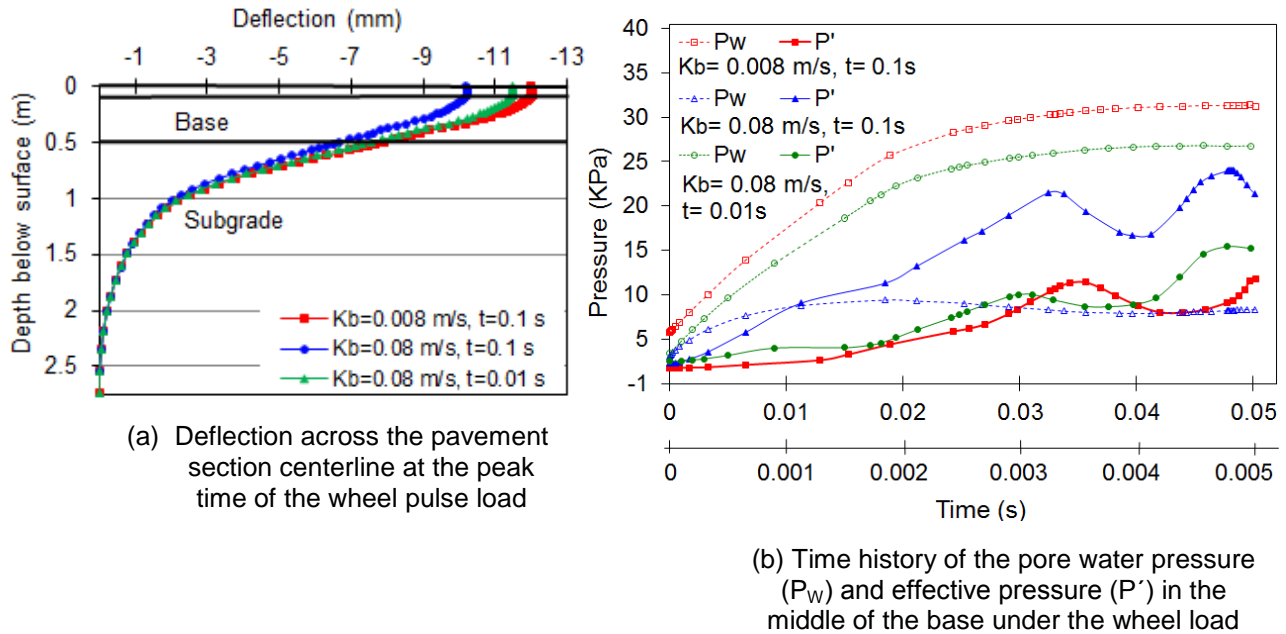 Deflection (mm)
-1 -3 -5 -7 -9 -11 -13
Depth below surface (m)
0
0.5
1
1.5
2
2.5
Base
Subgrade
Kb=0.008 m/s, t=0.1 s
Kb=0.08 m/s, t=0.1 s
Kb=0.08 m/s, t=0.01 s
(a) Deflection across the pavement
section centerline at the peak
time of the wheel pulse load
Pressure (KPa)
40
35
30
25
20
15
10
5
-1
Pw P'
Kb= 0.008 m/s, t= 0.1s
Pw P'
Kb= 0.08 m/s, t= 0.1s
Pw P'
Kb= 0.08 m/s,
t= 0.01s
0 0.01 0.02 0.03 0.04 0.05
0 0.001 0.002 0.003 0.004 0.005
Time (s)
(b) Time history of the pore water pressure
(PW) and effective pressure (P´) in the
middle of the base under the wheel load